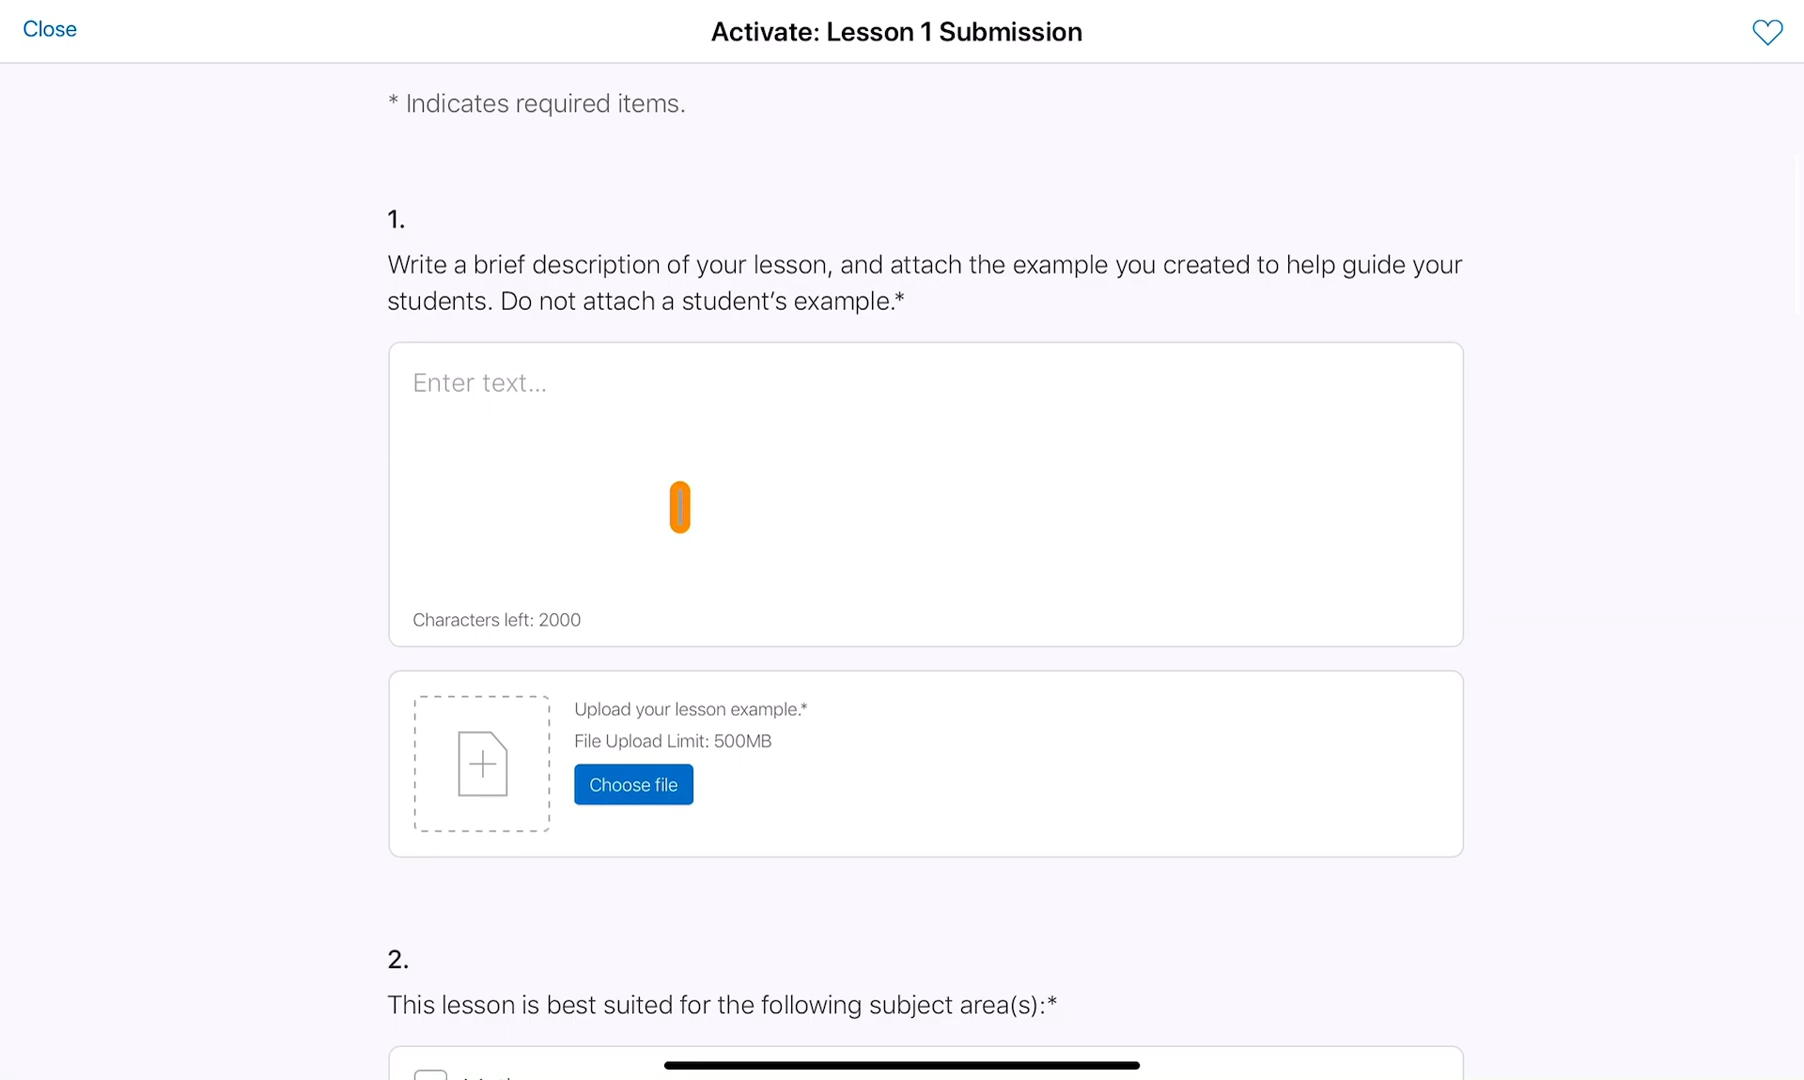 Close
Activate: Lesson 1 Submission
* Indicates required items.
1.
Write a brief description of your lesson, and attach the example you created to help guide your
students. Do not attach a student’s example.*
Enter text...
Characters left: 2000
Upload your lesson example.*
File Upload Limit: 500MB
Choose file
2.
This lesson is best suited for the following subject area(s):*